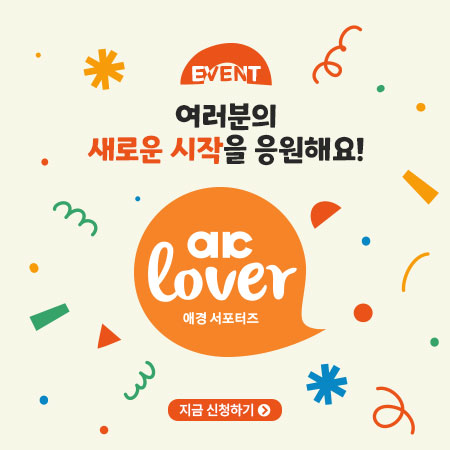 EVENT
여러분의
새로운 시작을 응원해요!
aк
lover
애경 서포터즈
지금 신청하기